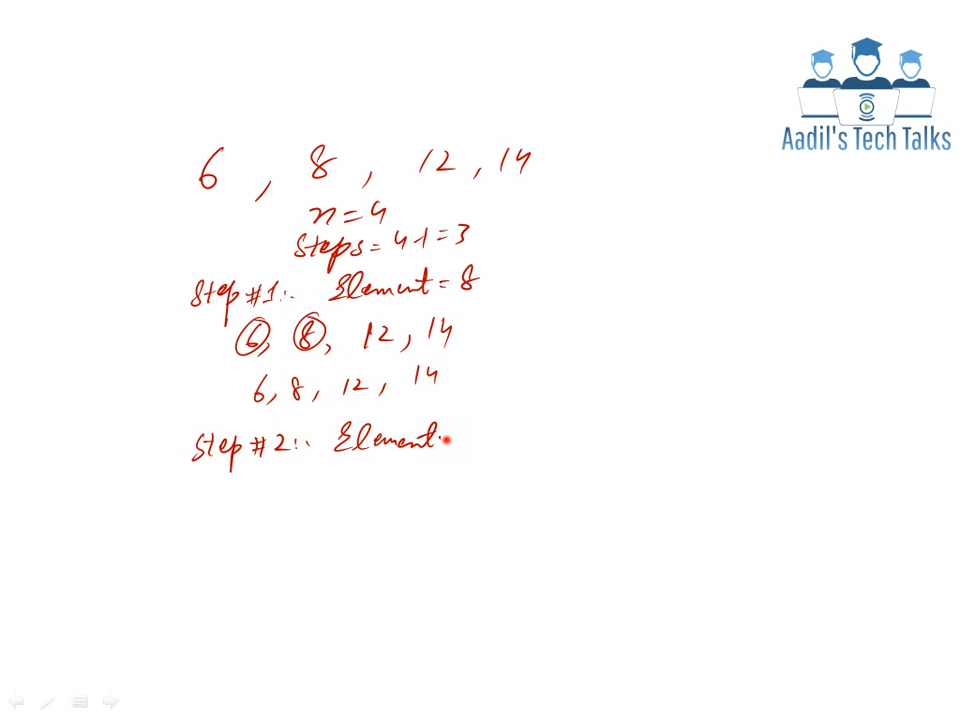 Aadil's Tech Talks
6, 8, 12, 14
n=4
Steps = 4-1=3
Step #1:. Element = 8
6, 8, 12, 14
6, 8, 12, 14
Step #2:. Element